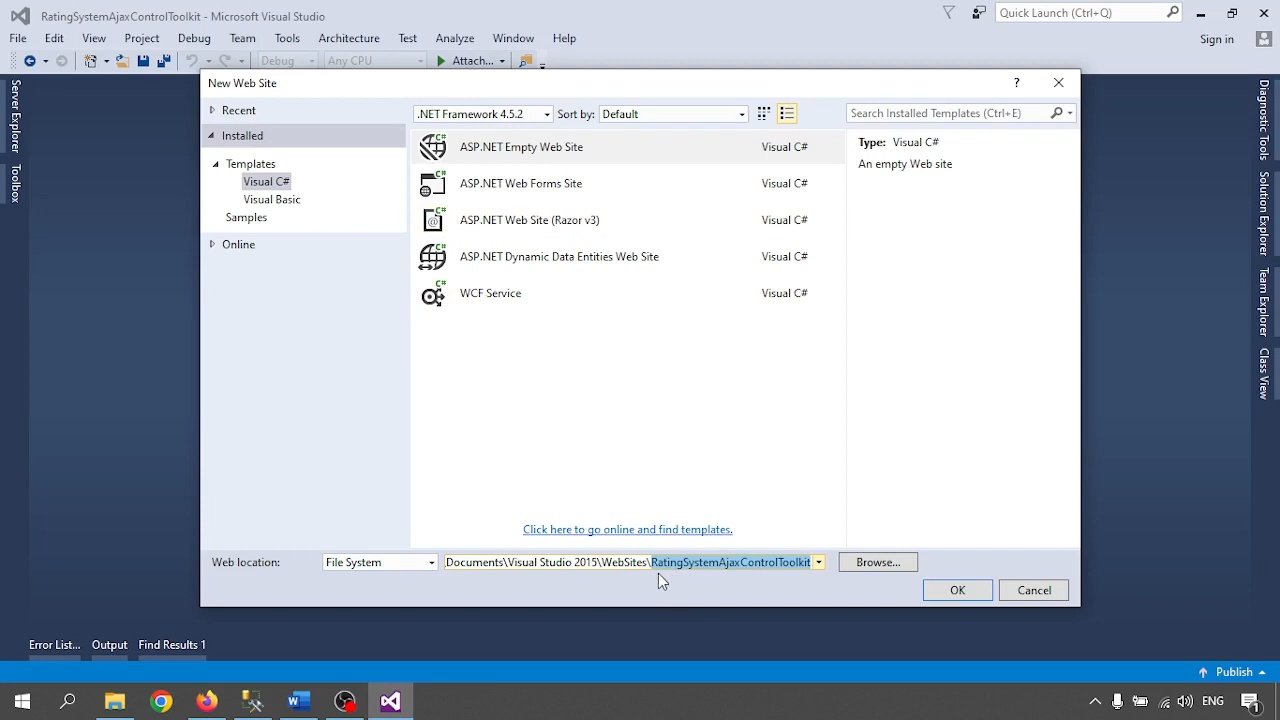 RatingSystemAjaxControlToolkit - Microsoft Visual Studio
Quick Launch (Ctrl+Q)
File Edit View Project Debug Team Tools Architecture Test Analyze Window Help
Sign in
Debug Any CPU Attach...
New Web Site
?
Recent
.NET Framework 4.5.2 Sort by: Default
Search Installed Templates (Ctrl+E)
Installed
Templates
Visual C#
Visual Basic
Samples
Online
ASP.NET Empty Web Site Visual C#
ASP.NET Web Forms Site Visual C#
ASP.NET Web Site (Razor v3) Visual C#
ASP.NET Dynamic Data Entities Web Site Visual C#
WCF Service Visual C#
Type: Visual C#
An empty Web site
Click here to go online and find templates.
Web location: File System Documents\Visual Studio 2015\WebSites\RatingSystemAjaxControlToolkit Browse...
OK Cancel
Server Explorer
Toolbox
Diagnostic Tools
Solution Explorer
Team Explorer
Class View
Error List... Output Find Results 1
Publish
ENG
1